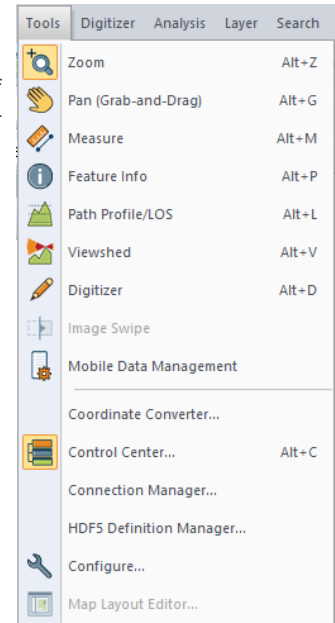 Tools Digitizer Analysis Layer Search
Zoom Alt+Z
Pan (Grab-and-Drag) Alt+G
Measure Alt+M
Feature Info Alt+P
Path Profile/LOS Alt+L
Viewshed Alt+V
Digitizer Alt+D
Image Swipe
Mobile Data Management
Coordinate Converter...
Control Center... Alt+C
Connection Manager...
HDF5 Definition Manager...
Configure...
Map Layout Editor...